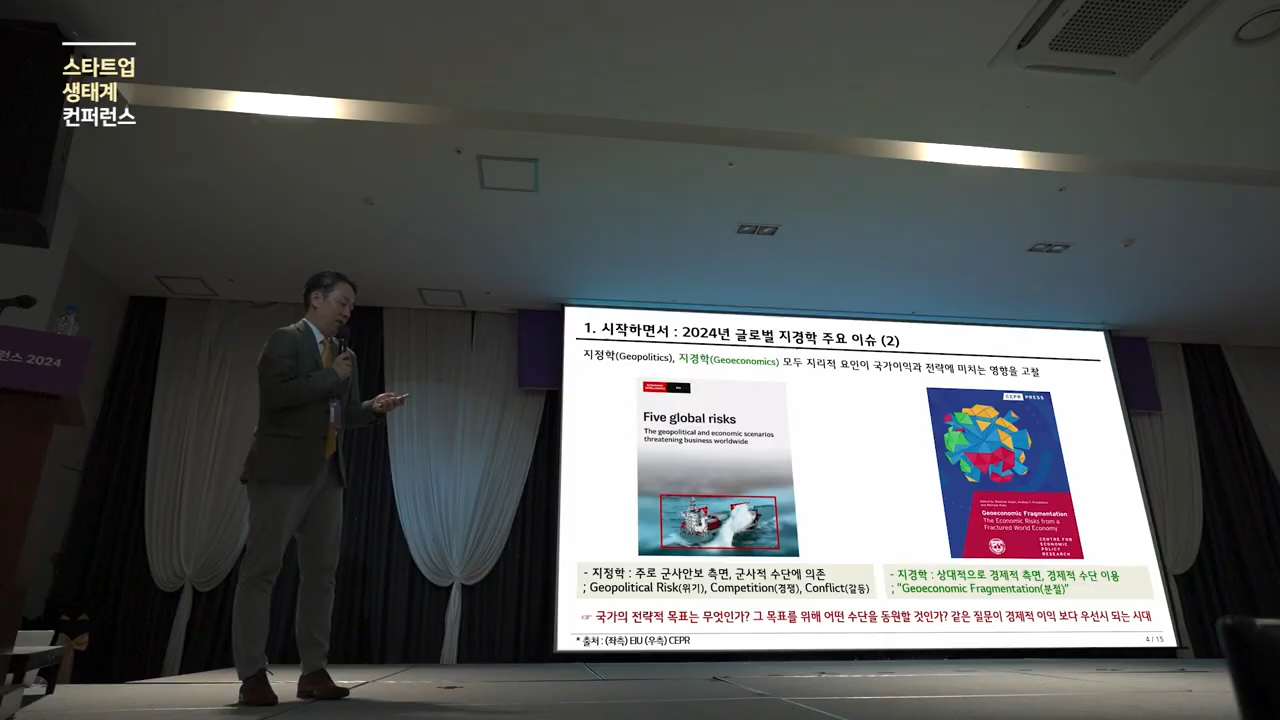 스타트업
생태계
컨퍼런스
런스 2024
1. 시작하면서 : 2024년 글로벌 지경학 주요 이슈 (2)
지정학(Geopolitics), 지경학(Geoeconomics) 모두 지리적 요인이 국가이익과 전략에 미치는 영향을 고찰
Five global risks
The geopolitical and economic scenarios
threatening business worldwide
CEPR PRESS
Geoeconomic Fragmentation
The Economic Risks from a
Fractured World Economy
CENTRE FOR
ECONOMIC
POLICY
RESEARCH
- 지정학 : 주로 군사안보 측면, 군사적 수단에 의존
; Geopolitical Risk(위기), Competition(경쟁), Conflict(갈등)
- 지경학 : 상대적으로 경제적 측면, 경제적 수단 이용
; "Geoeconomic Fragmentation(분절)"
☞ 국가의 전략적 목표는 무엇인가? 그 목표를 위해 어떤 수단을 동원할 것인가? 같은 질문이 경제적 이익 보다 우선시 되는 시대
* 출처 : (좌측) EIU (우측) CEPR
4 / 15